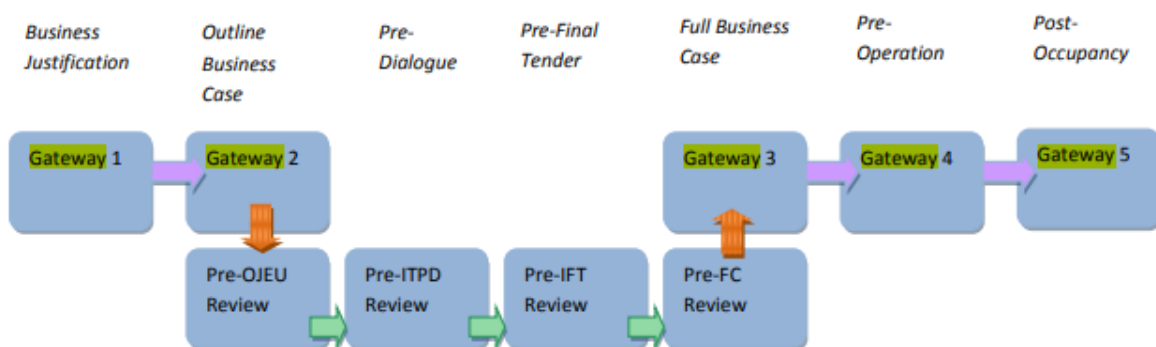 Business
Justification
Outline
Business
Case
Pre-
Dialogue
Pre-Final
Tender
Full Business
Case
Pre-
Operation
Post-
Occupancy
Gateway 1
Gateway 2
Gateway 3
Gateway 4
Gateway 5
Pre-OJEU
Review
Pre-ITPD
Review
Pre-IFT
Review
Pre-FC
Review